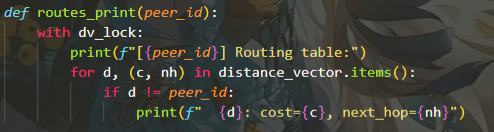 def routes_print(peer_id):
    with dv_lock:
        print(f"[{peer_id}] Routing table:")
        for d, (c, nh) in distance_vector.items():
            if d != peer_id:
                print(f"  {d}: cost={c}, next_hop={nh}")